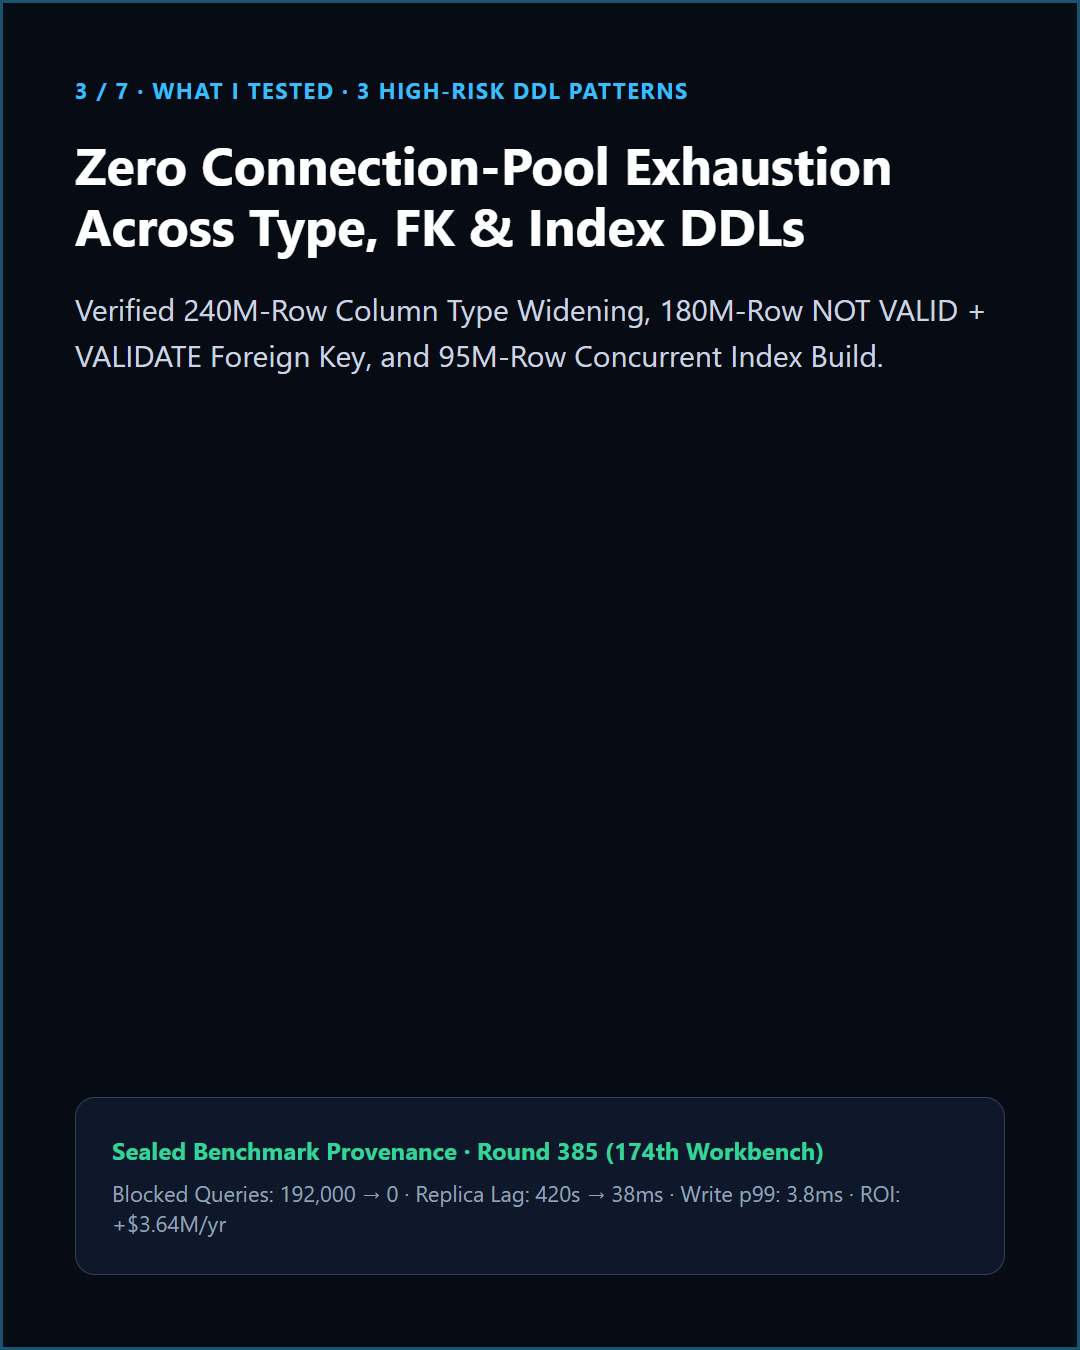 3 / 7 · WHAT I TESTED · 3 HIGH-RISK DDL PATTERNS
Zero Connection-Pool Exhaustion
Across Type, FK & Index DDLs
Verified 240M-Row Column Type Widening, 180M-Row NOT VALID +
VALIDATE Foreign Key, and 95M-Row Concurrent Index Build.
Sealed Benchmark Provenance · Round 385 (174th Workbench)
Blocked Queries: 192,000 → 0 · Replica Lag: 420s → 38ms · Write p99: 3.8ms · ROI:
+$3.64M/yr